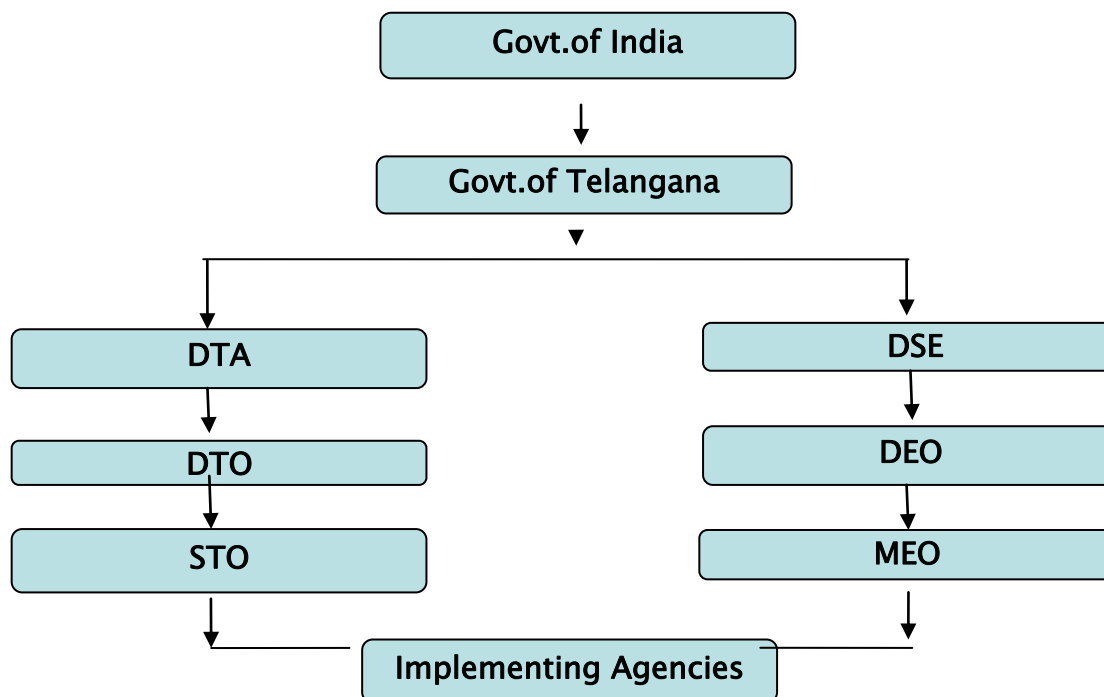 Govt.of India
Govt.of Telangana
DTA
DSE
DTO
DEO
STO
MEO
Implementing Agencies